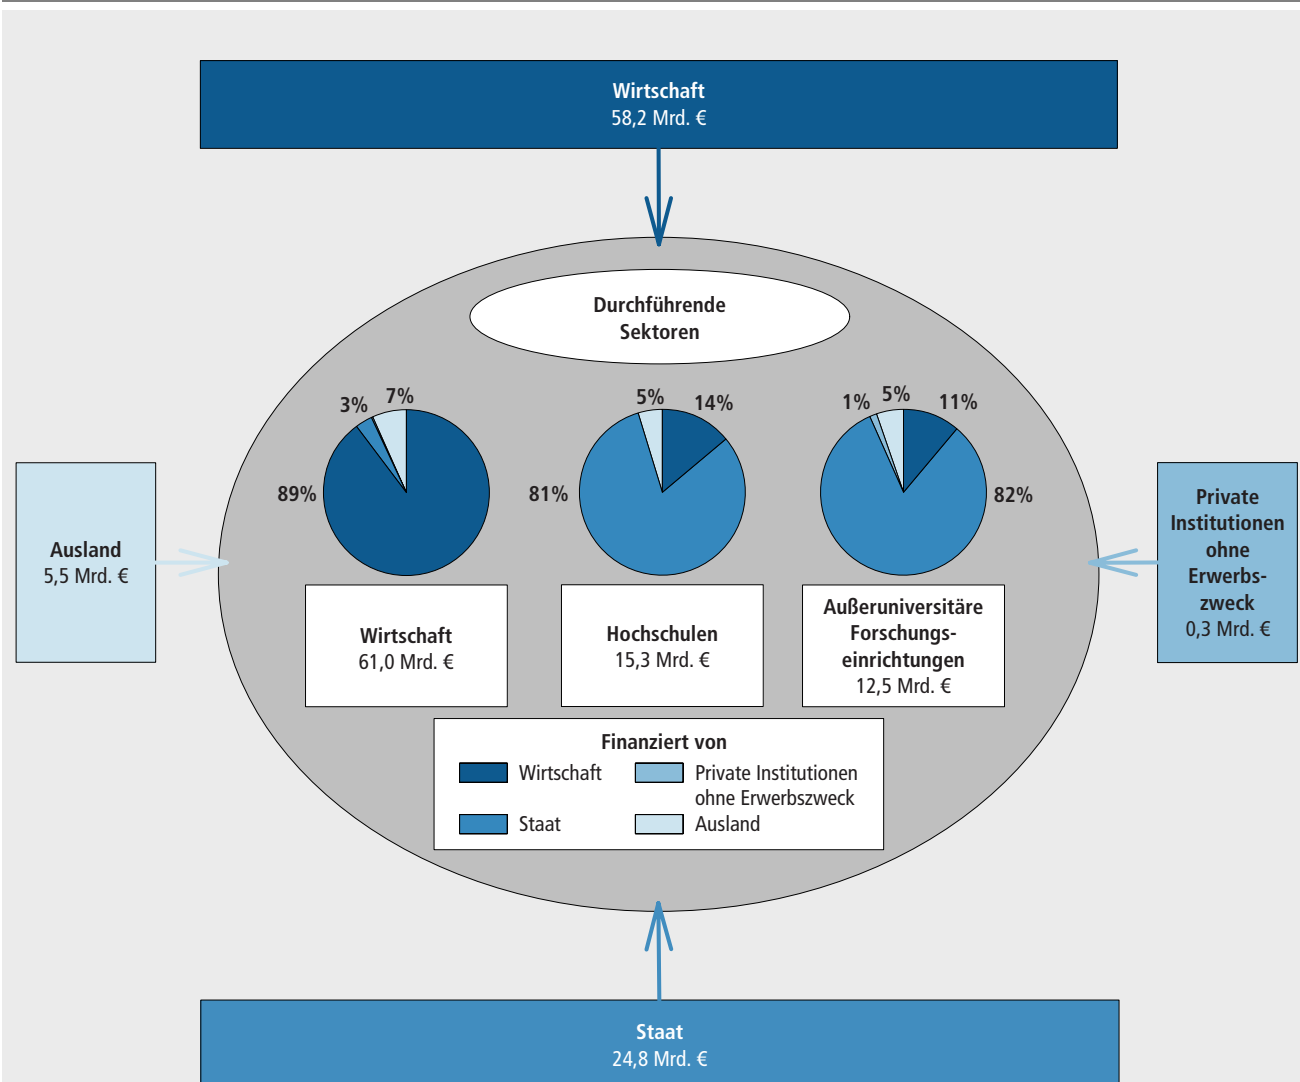 Wirtschaft
58,2 Mrd. €
Durchführende
Sektoren
3%
7%
89%
5%
14%
81%
1%
5%
11%
82%
Ausland
5,5 Mrd. €
Private
Institutionen
ohne
Erwerbs-
zweck
0,3 Mrd. €
Wirtschaft
61,0 Mrd. €
Hochschulen
15,3 Mrd. €
Außeruniversitäre
Forschungs-
einrichtungen
12,5 Mrd. €
Finanziert von
Wirtschaft
Private Institutionen
ohne Erwerbszweck
Staat
Ausland
Staat
24,8 Mrd. €